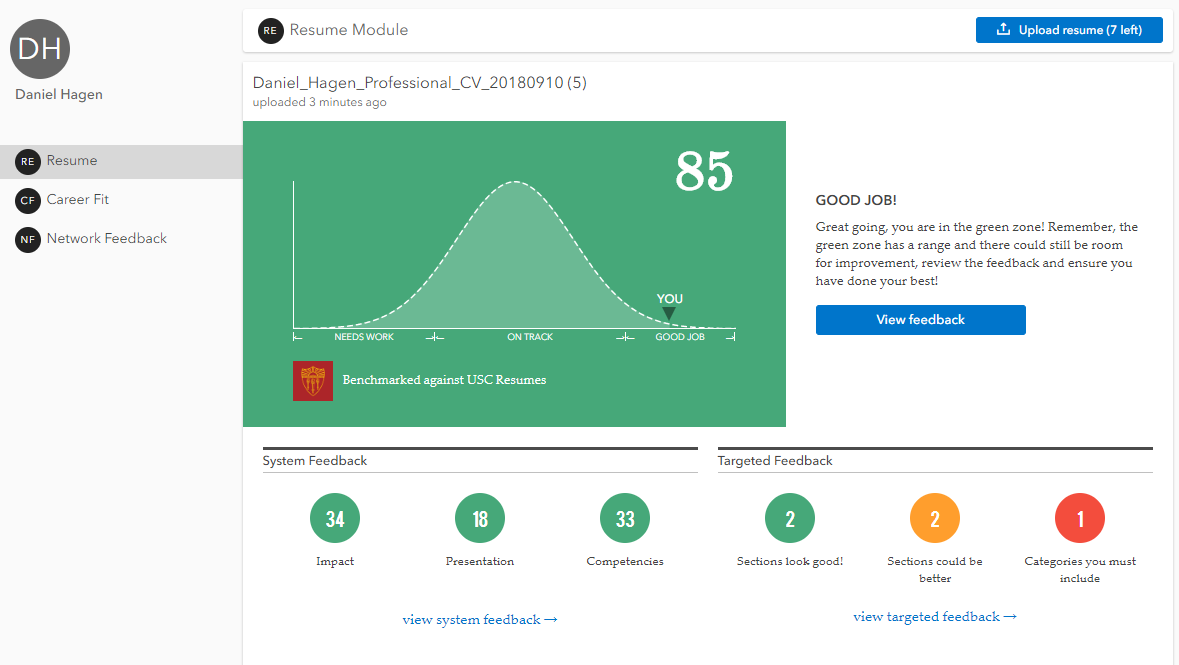 DH
Daniel Hagen
RE Resume
CF Career Fit
NF Network Feedback
RE Resume Module
Upload resume (7 left)
Daniel_Hagen_Professional_CV_20180910 (5)
uploaded 3 minutes ago
85
YOU
NEEDS WORK ON TRACK GOOD JOB
Benchmarked against USC Resumes
GOOD JOB!
Great going, you are in the green zone! Remember, the
green zone has a range and there could still be room
for improvement, review the feedback and ensure you
have done your best!
View feedback
System Feedback
34 18 33
Impact Presentation Competencies
view system feedback →
Targeted Feedback
2 2 1
Sections look good! Sections could be Categories you must
better include
view targeted feedback →